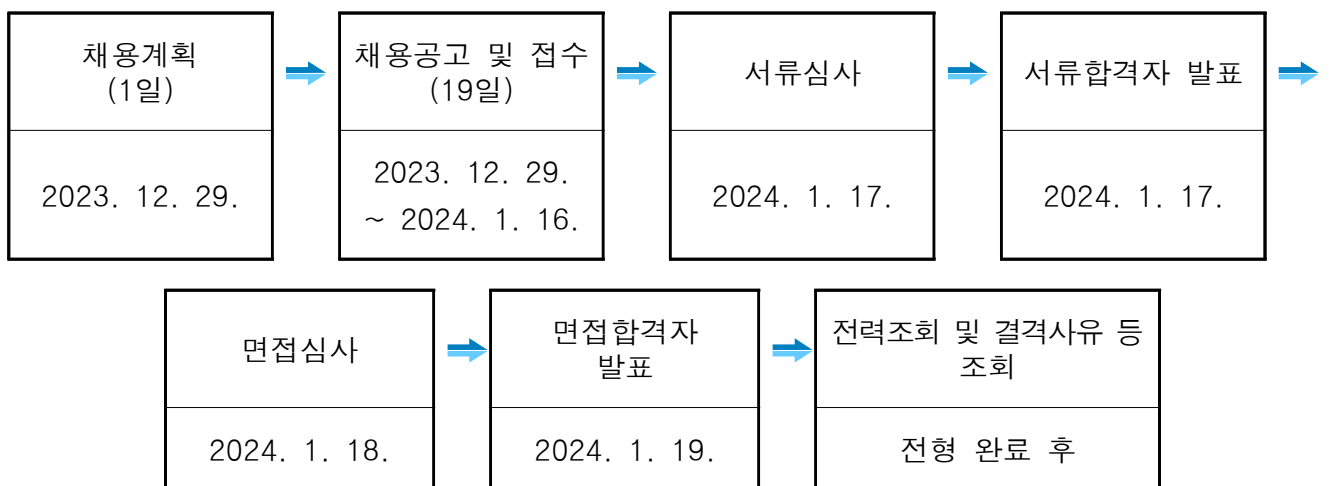 채용계획
(1일)
2023. 12. 29.
채용공고 및 접수
(19일)
2023. 12. 29.
~ 2024. 1. 16.
서류심사
2024. 1. 17.
서류합격자 발표
2024. 1. 17.
면접심사
2024. 1. 18.
면접합격자
발표
2024. 1. 19.
전력조회 및 결격사유 등
조회
전형 완료 후